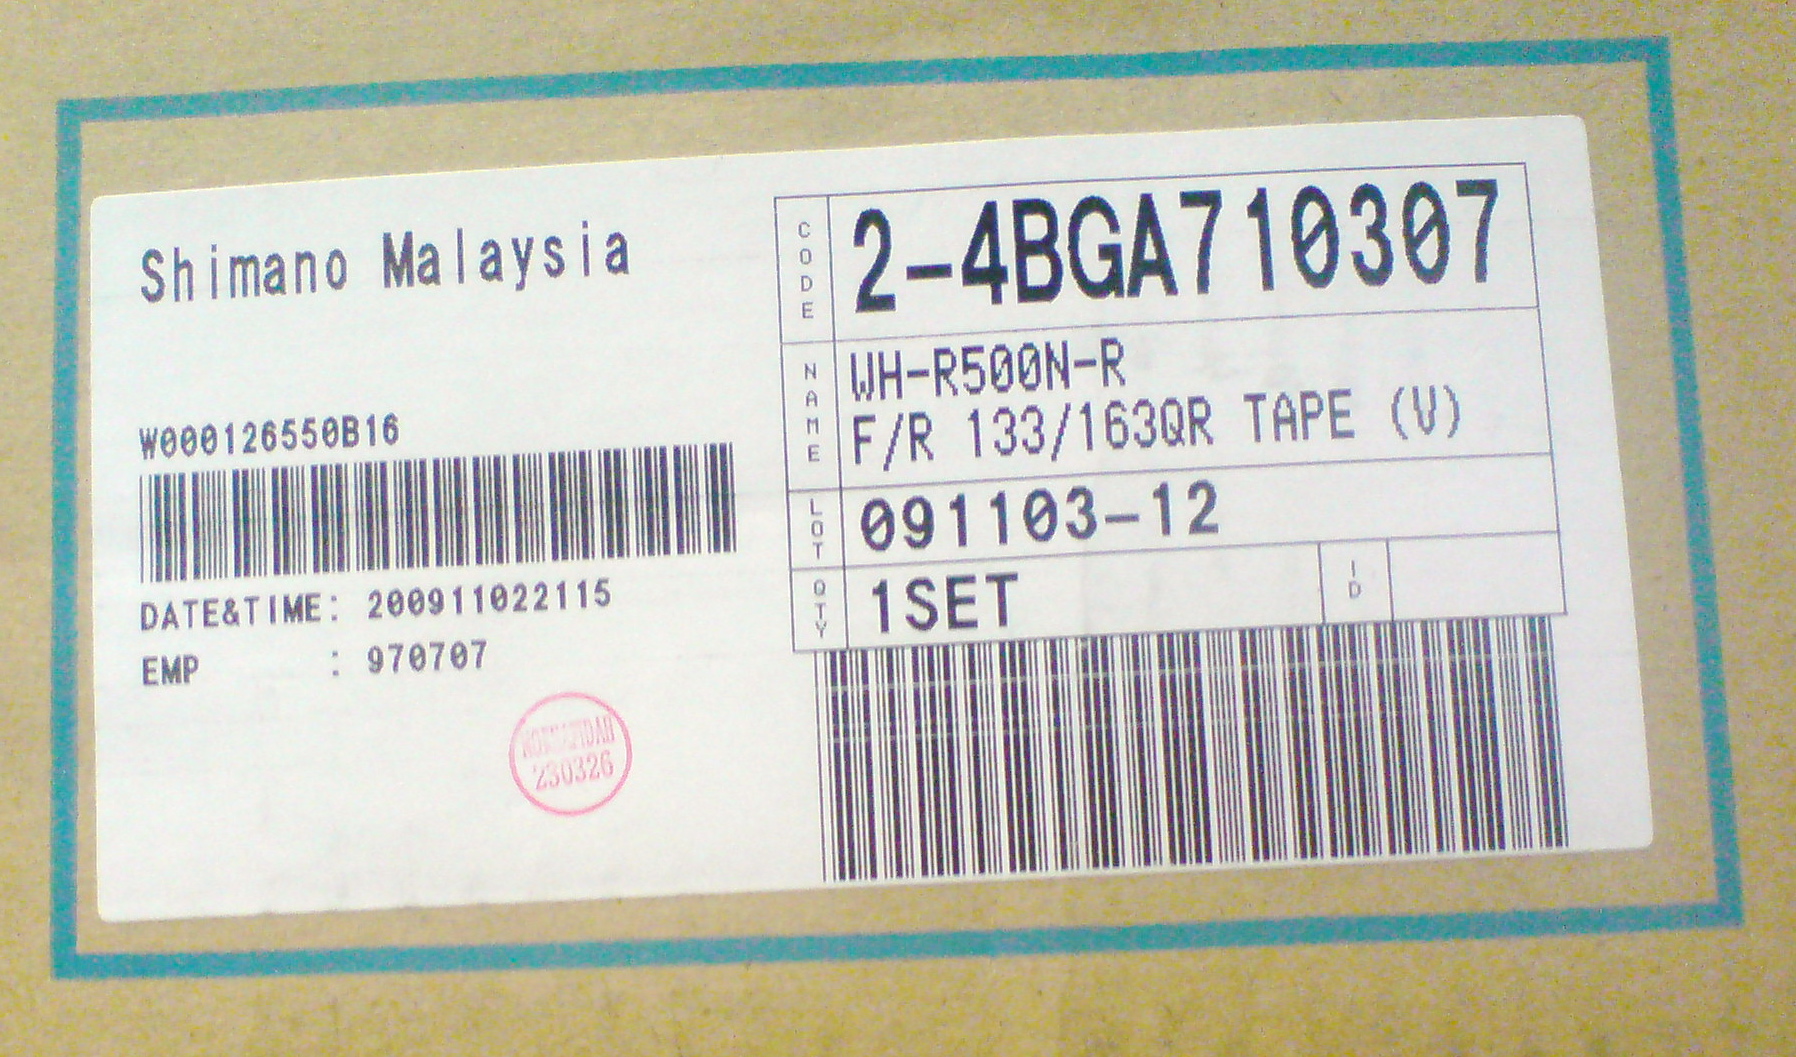 Shimano Malaysia
W000126550B16
DATE&TIME: 200911022115
EMP : 970707
230326
CODE 2-4BGA710307
NAME WH-R500N-R
F/R 133/163QR TAPE (V)
LOT 091103-12
QTY 1SET ID